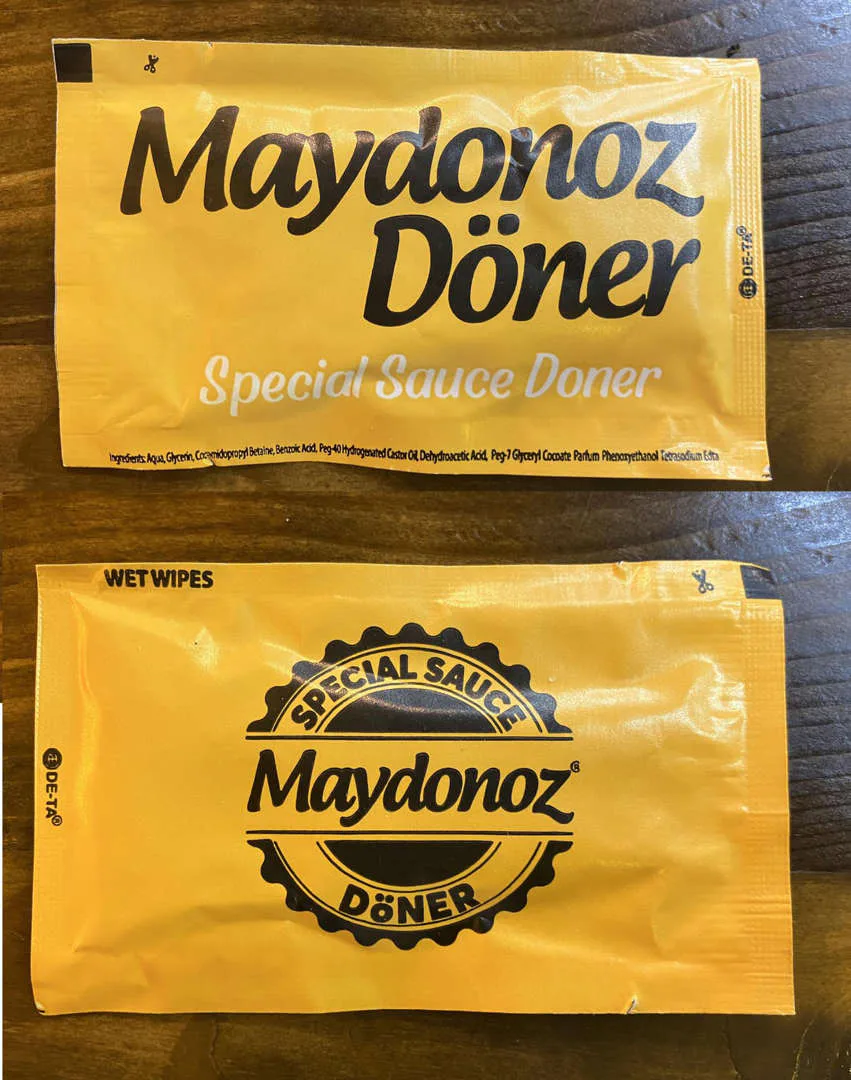 Maydonoz
Döner
DE-TA®
Special Sauce Doner
Ingredients: Aqua, Glycerin, Cocamidopropyl Betaine, Benzoic Acid, Peg-40 Hydrogenated Castor Oil, Dehydroacetic Acid, Peg-7 Glyceryl Cocoate Parfum Phenoxyethanol Tetrasodium Edta
WET WIPES
SPECIAL SAUCE
Maydonoz®
DÖNER
DE-TA®